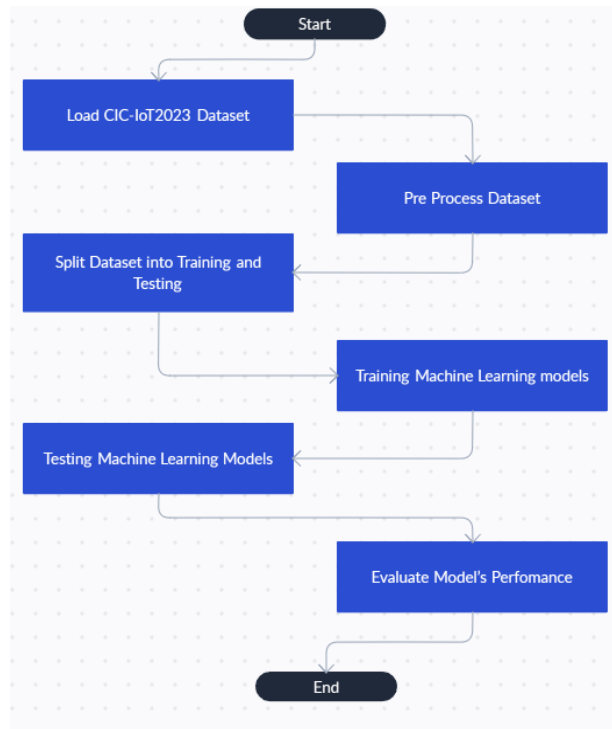 Start
Load CIC-IoT2023 Dataset
Pre Process Dataset
Split Dataset into Training and
Testing
Training Machine Learning models
Testing Machine Learning Models
Evaluate Model's Perfomance
End